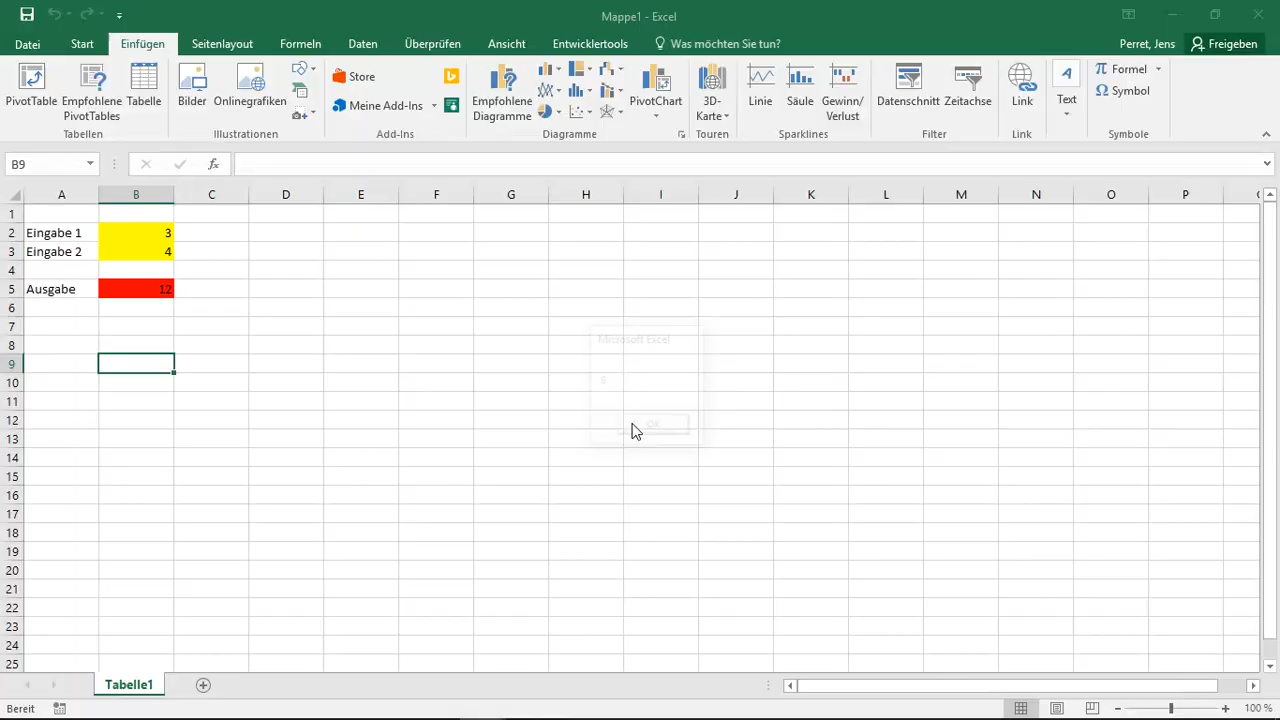 Mappe1 - Excel
Datei Start Einfügen Seitenlayout Formeln Daten Überprüfen Ansicht Entwicklertools Was möchten Sie tun? Perret, Jens Freigeben
PivotTable Empfohlene PivotTables Tabelle Bilder Onlinegrafiken Store Meine Add-Ins Empfohlene Diagramme PivotChart 3D-Karte Linie Säule Gewinn/Verlust Datenschnitt Zeitachse Link Text Formel Symbol
Tabellen Illustrationen Add-Ins Diagramme Touren Sparklines Filter Link Symbole
B9 fx
A B C D E F G H I J K L M N O P
1
2 Eingabe 1 3
3 Eingabe 2 4
4
5 Ausgabe 12
6
7
8 Microsoft Excel
9
10
11
12 OK
13
14
15
16
17
18
19
20
21
22
23
24
25
Tabelle1
Bereit 100 %